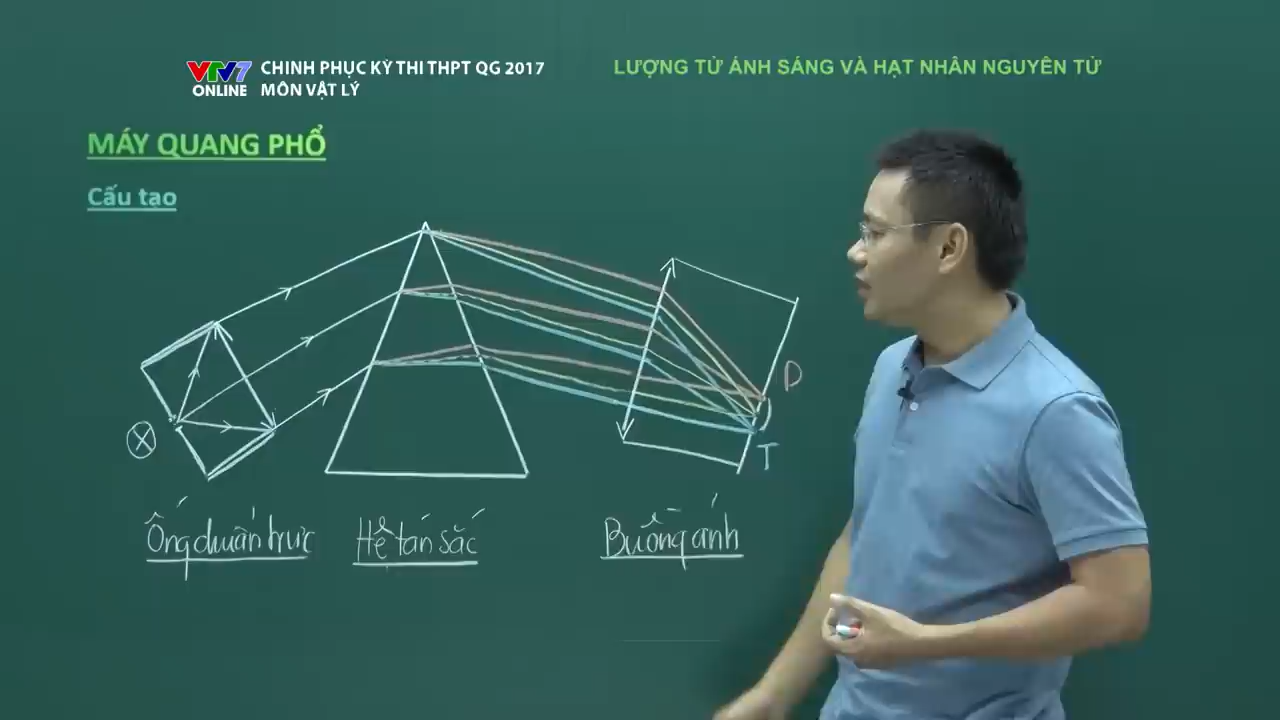 VTV7
ONLINE
CHINH PHỤC KỲ THI THPT QG 2017
MÔN VẬT LÝ
LƯỢNG TỬ ÁNH SÁNG VÀ HẠT NHÂN NGUYÊN TỬ
MÁY QUANG PHỔ
Cấu tạo
Đ
T
Ống chuẩn trực
Hệ tán sắc
Buồng ảnh